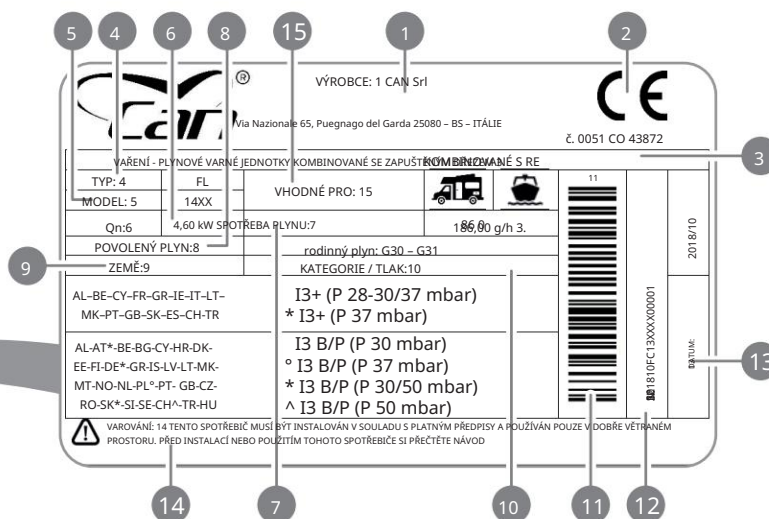 5 4 6 8 15 1 2
Can ®
VÝROBCE: 1 CAN Srl
CE
Via Nazionale 65, Puegnago del Garda 25080 – BS – ITÁLIE
č. 0051 CO 43872
VAŘENÍ - PLYNOVÉ VARNÉ JEDNOTKY KOMBINOVANÉ SE
3
TYP: 4 FL
MODEL: 5 14XX
VHODNÉ PRO: 15
11
Qn:6 4,60 kW SPOTŘEBA PLYNU:7
g/h 3.
2018/10
POVOLENÝ PLYN:8
rodinný plyn: G30 – G31
9
ZEMĚ:9
KATEGORIE / TLAK:10
AL–BE–CY–FR–GR–IE–IT–LT–
MK–PT–GB–SK–ES–CH-TR
I3+ (P 28-30/37 mbar)
* I3+ (P 37 mbar)
AL-AT*-BE-BG-CY-HR-DK-
EE-FI-DE*-GR-IS-LV-LT-MK-
MT-NO-NL-PL°-PT- GB-CZ-
RO-SK*-SI-SE-CH^-TR-HU
I3 B/P (P 30 mbar)
° I3 B/P (P 37 mbar)
* I3 B/P (P 30/50 mbar)
^ I3 B/P (P 50 mbar)
201810FC13XXXX00001
DATUM:
13
VAROVÁNÍ: 14 TENTO SPOTŘEBIČ MUSÍ BÝT INSTALOVÁN V SOULADU S PLATNÝM PŘEDPISY A POUŽÍVÁN POUZE V DOBŘE VĚTRANÉM
PROSTORU. PŘED INSTALACÍ NEBO POUŽITÍM TOHOTO SPOTŘEBIČE SI PŘEČTĚTE NÁVOD
14 7 10 11 12